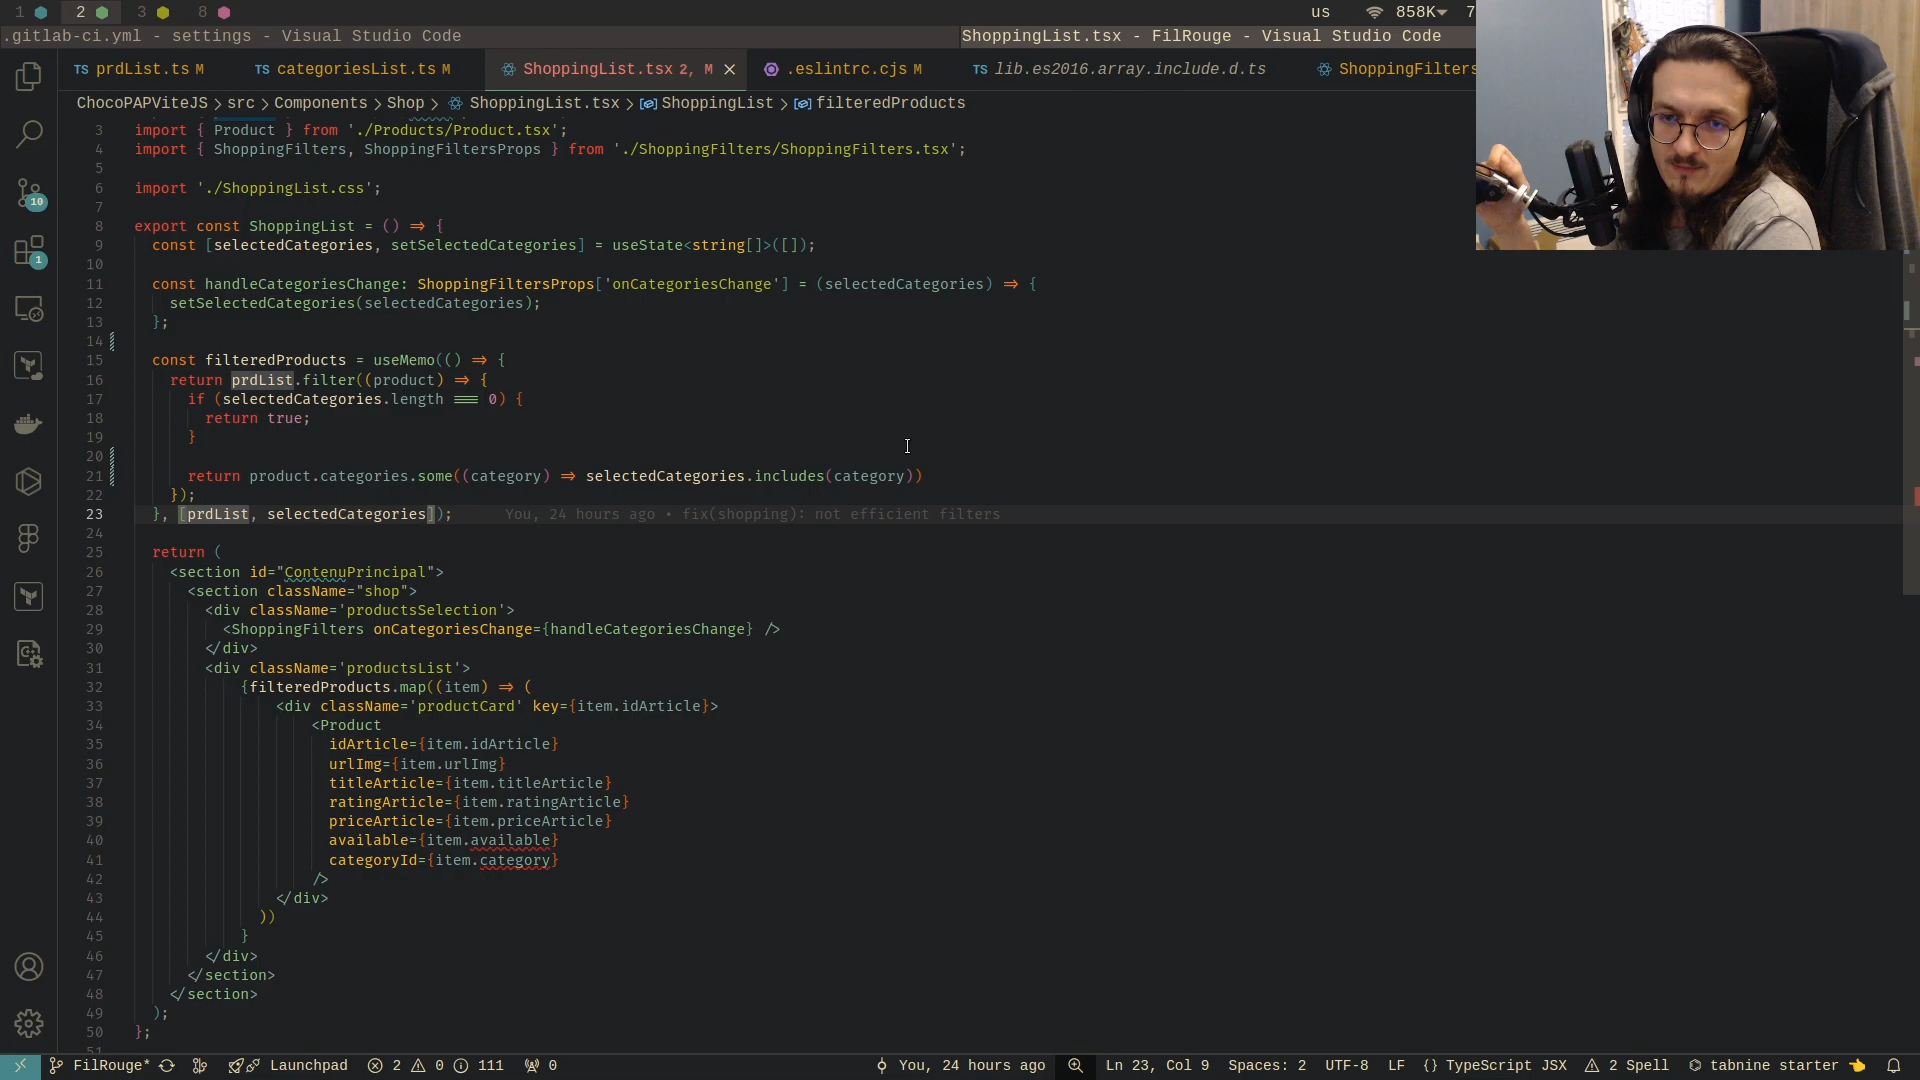 1 2 3 8 us 858K 7
.gitlab-ci.yml - settings - Visual Studio Code
ShoppingList.tsx - FilRouge - Visual Studio Code
TS prdList.ts M TS categoriesList.ts M ShoppingList.tsx 2, M .eslintrc.cjs M TS lib.es2016.array.include.d.ts ShoppingFilters
ChocoPAPViteJS > src > Components > Shop > ShoppingList.tsx > ShoppingList > filteredProducts
3 import { Product } from './Products/Product.tsx';
4 import { ShoppingFilters, ShoppingFiltersProps } from './ShoppingFilters/ShoppingFilters.tsx';
5
6 import './ShoppingList.css';
7
8 export const ShoppingList = () => {
9 const [selectedCategories, setSelectedCategories] = useState<string[]>([]);
10
11 const handleCategoriesChange: ShoppingFiltersProps['onCategoriesChange'] = (selectedCategories) => {
12 setSelectedCategories(selectedCategories);
13 };
14
15 const filteredProducts = useMemo(() => {
16 return prdList.filter((product) => {
17 if (selectedCategories.length === 0) {
18 return true;
19 }
20
21 return product.categories.some((category) => selectedCategories.includes(category))
22 });
23 }, [prdList, selectedCategories]); You, 24 hours ago • fix(shopping): not efficient filters
24
25 return (
26 <section id="ContenuPrincipal">
27 <section className="shop">
28 <div className='productsSelection'>
29 <ShoppingFilters onCategoriesChange={handleCategoriesChange} />
30 </div>
31 <div className='productsList'>
32 {filteredProducts.map((item) => (
33 <div className='productCard' key={item.idArticle}>
34 <Product
35 idArticle={item.idArticle}
36 urlImg={item.urlImg}
37 titleArticle={item.titleArticle}
38 ratingArticle={item.ratingArticle}
39 priceArticle={item.priceArticle}
40 available={item.available}
41 categoryId={item.category}
42 />
43 </div>
44 ))
45 }
46 </div>
47 </section>
48 </section>
49 );
50 };
51
10
1
FilRouge* Launchpad 2 0 111 0 You, 24 hours ago Ln 23, Col 9 Spaces: 2 UTF-8 LF {} TypeScript JSX 2 Spell tabnine starter